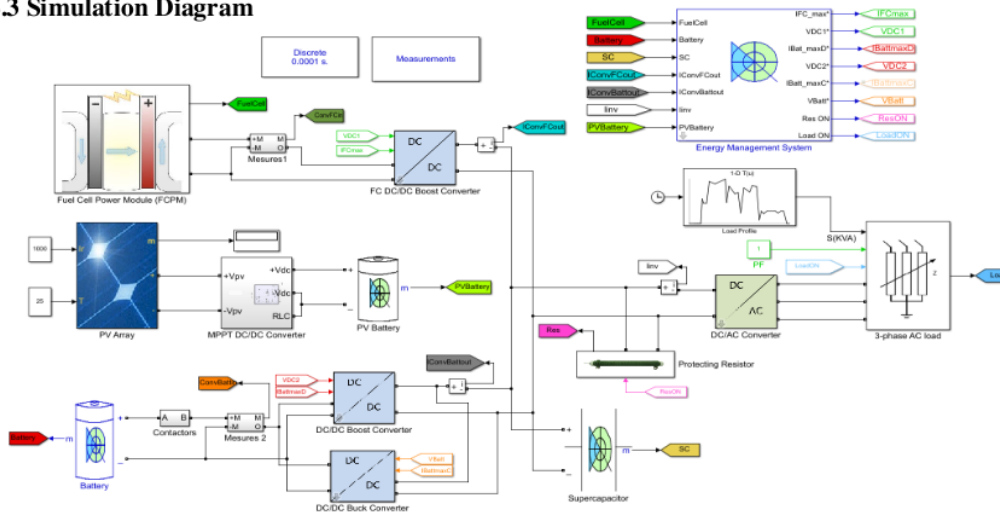 .3 Simulation Diagram
Discrete
0.0001 s.
Measurements
FuelCell
Battery
SC
IConvFCout
IConvBattout
Iinv
PVBattery
FuelCell
Battery
SC
IConvFCout
IConvBattout
Iinv
PVBattery
IFC_max*
VDC1*
IBat_maxD*
VDC2*
IBatt_maxC*
VBatt*
Res ON
Load ON
IFCmax
VDC1
IBattmaxD
VDC2
IBattmaxC
VBatt
ResON
LoadON
Energy Management System
Fuel Cell Power Module (FCPM)
FuelCell
ConvFCin
+M M
-M O
Mesures1
VDC1
IFCmax
DC
DC
FC DC/DC Boost Converter
IConvFCout
1000
25
Ir
T
m
PV Array
+Vpv
-Vpv
+Vdc
-Vdc
RLC
MPPT DC/DC Converter
+
-
m
PV Battery
PVBattery
1-D T(u)
Load Profile
S(KVA)
1
PF
LoadON
Iinv
DC
AC
DC/AC Converter
z
3-phase AC load
Res
Protecting Resistor
ResON
IConvBattout
ConvBatt
VDC2
IBattmaxD
DC
DC
DC/DC Boost Converter
Battery
m
+
-
Battery
A B
Contactors
+M M
-M O
Mesures 2
VBatt
IBattmaxC
DC
DC
DC/DC Buck Converter
+
-
m
SC
Supercapacitor